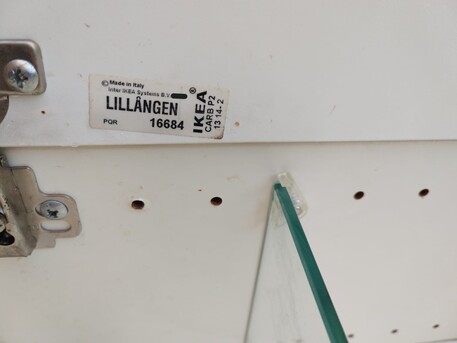 © Made in Italy
Inter IKEA Systems B.V.
LILLÅNGEN
PQR 16684
IKEA®
CARB P2
13 14- 2